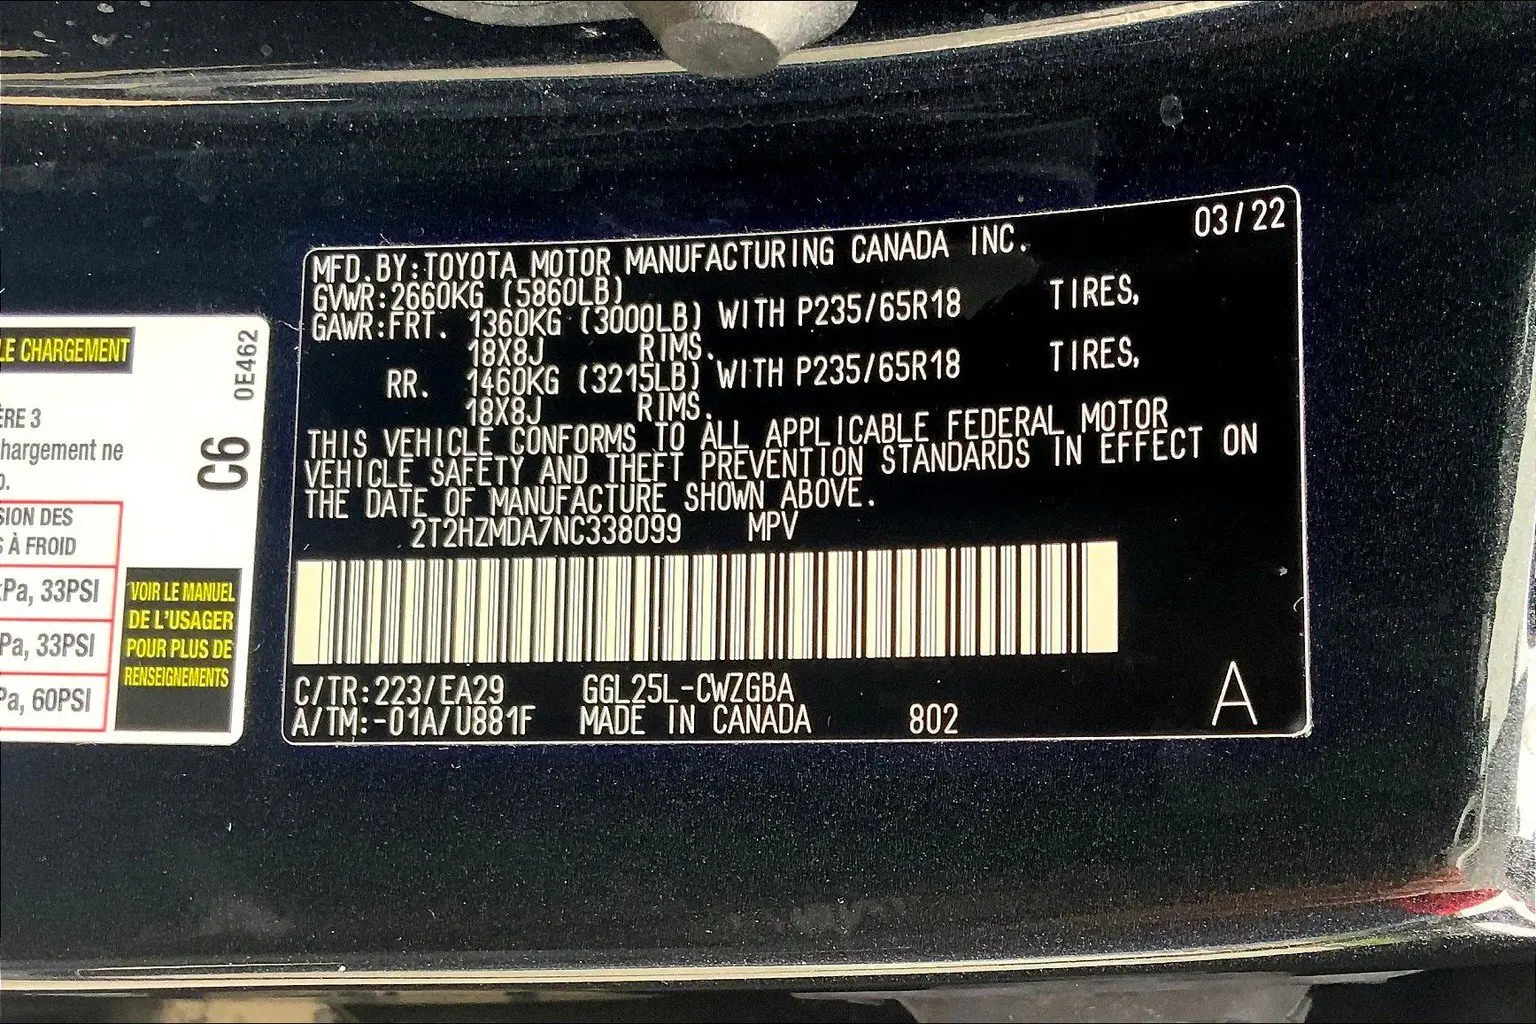 LE CHARGEMENT
0E462
ÈRE 3
chargement ne
C6
SION DES
S À FROID
kPa, 33PSI
Pa, 33PSI
Pa, 60PSI
VOIR LE MANUEL
DE L'USAGER
POUR PLUS DE
RENSEIGNEMENTS
03/22
MFD.BY:TOYOTA MOTOR MANUFACTURING CANADA INC.
GVWR:2660KG (5860LB)
GAWR:FRT. 1360KG (3000LB) WITH P235/65R18 TIRES,
18X8J RIMS.
RR. 1460KG (3215LB) WITH P235/65R18 TIRES,
18X8J RIMS.
THIS VEHICLE CONFORMS TO ALL APPLICABLE FEDERAL MOTOR
VEHICLE SAFETY AND THEFT PREVENTION STANDARDS IN EFFECT ON
THE DATE OF MANUFACTURE SHOWN ABOVE.
2T2HZMDA7NC338099 MPV
C/TR:223/EA29 GGL25L-CWZGBA
A/TM:-01A/U881F MADE IN CANADA 802
A